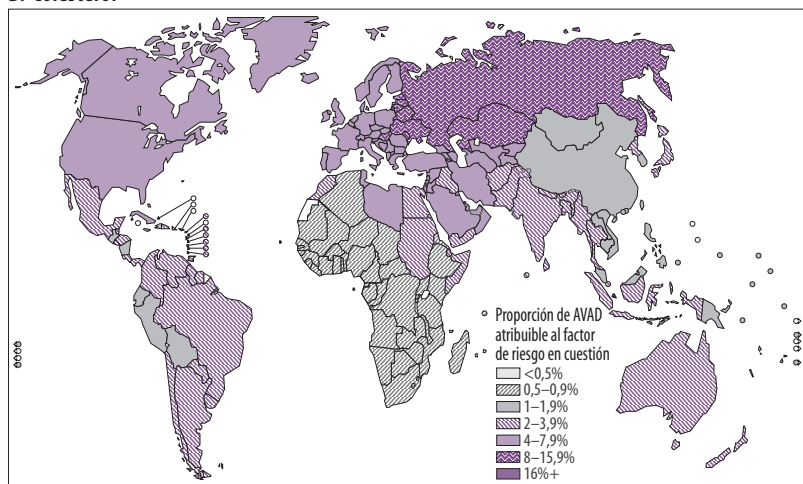 Proporción de AVAD
atribuible al factor
de riesgo en cuestión
<0,5%
0,5–0,9%
1–1,9%
2–3,9%
4–7,9%
8–15,9%
16%+